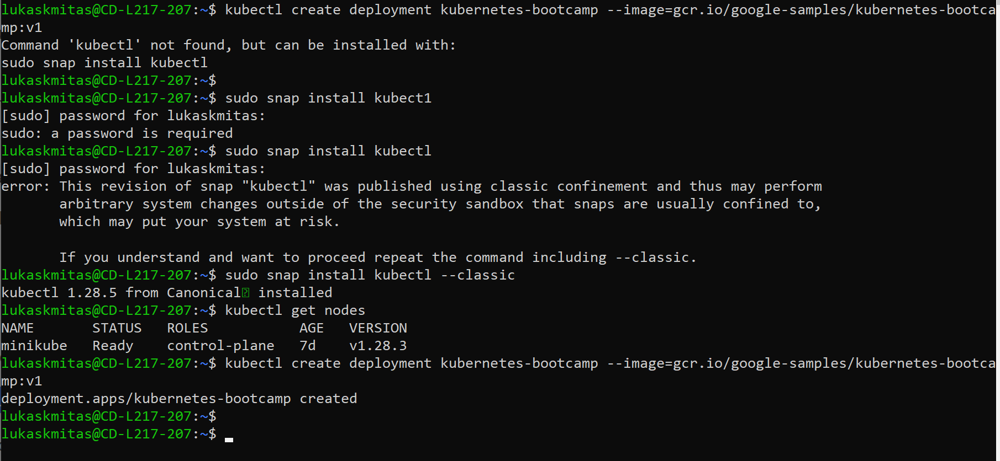 lukaskmitas@CD-L217-207:~$ kubectl create deployment kubernetes-bootcamp --image=gcr.io/google-samples/kubernetes-bootca
mp:v1
Command 'kubectl' not found, but can be installed with:
sudo snap install kubectl
lukaskmitas@CD-L217-207:~$
lukaskmitas@CD-L217-207:~$ sudo snap install kubect1
[sudo] password for lukaskmitas:
sudo: a password is required
lukaskmitas@CD-L217-207:~$ sudo snap install kubectl
[sudo] password for lukaskmitas:
error: This revision of snap "kubectl" was published using classic confinement and thus may perform
       arbitrary system changes outside of the security sandbox that snaps are usually confined to,
       which may put your system at risk.

       If you understand and want to proceed repeat the command including --classic.
lukaskmitas@CD-L217-207:~$ sudo snap install kubectl --classic
kubectl 1.28.5 from Canonical⍰ installed
lukaskmitas@CD-L217-207:~$ kubectl get nodes
NAME       STATUS   ROLES           AGE   VERSION
minikube   Ready    control-plane   7d    v1.28.3
lukaskmitas@CD-L217-207:~$ kubectl create deployment kubernetes-bootcamp --image=gcr.io/google-samples/kubernetes-bootca
mp:v1
deployment.apps/kubernetes-bootcamp created
lukaskmitas@CD-L217-207:~$
lukaskmitas@CD-L217-207:~$